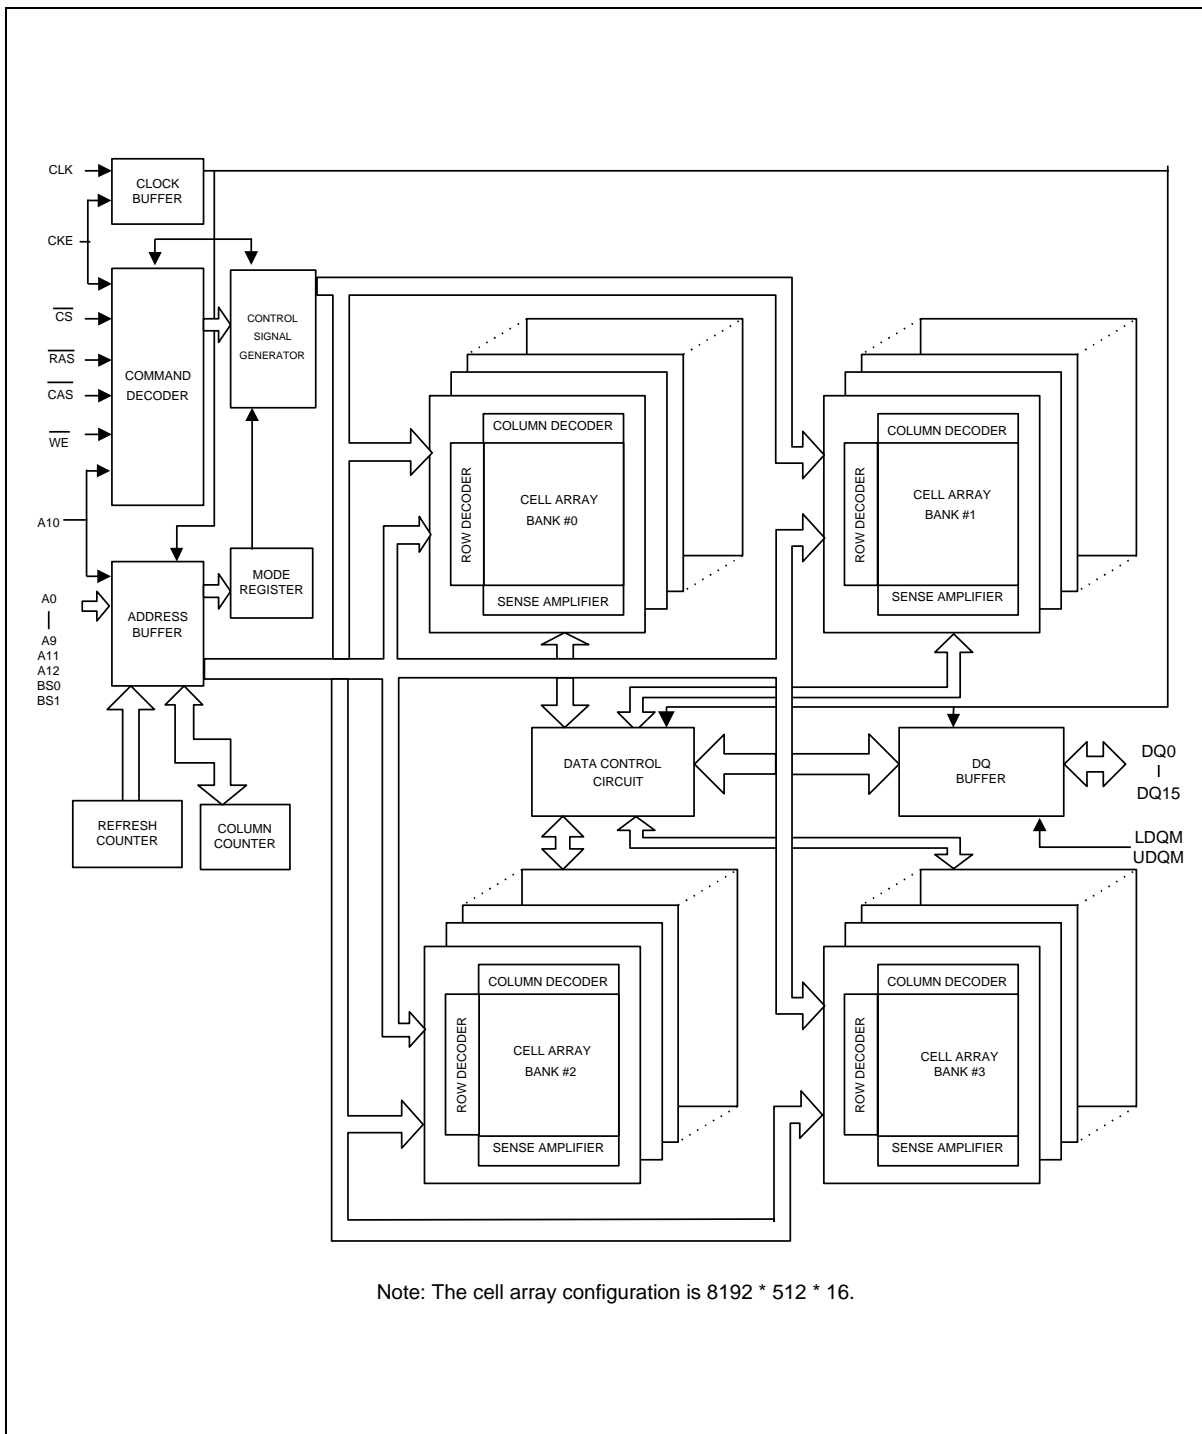 CLK
CLOCK
BUFFER
CKE
CS
RAS
CAS
WE
A10
COMMAND
DECODER
CONTROL
SIGNAL
GENERATOR
A0
A9
A11
A12
BS0
BS1
ADDRESS
BUFFER
MODE
REGISTER
REFRESH
COUNTER
COLUMN
COUNTER
COLUMN DECODER
ROW DECODER
CELL ARRAY
BANK #0
SENSE AMPLIFIER
COLUMN DECODER
ROW DECODER
CELL ARRAY
BANK #1
SENSE AMPLIFIER
DATA CONTROL
CIRCUIT
DQ
BUFFER
DQ0
DQ15
LDQM
UDQM
COLUMN DECODER
ROW DECODER
CELL ARRAY
BANK #2
SENSE AMPLIFIER
COLUMN DECODER
ROW DECODER
CELL ARRAY
BANK #3
SENSE AMPLIFIER
Note: The cell array configuration is 8192 * 512 * 16.